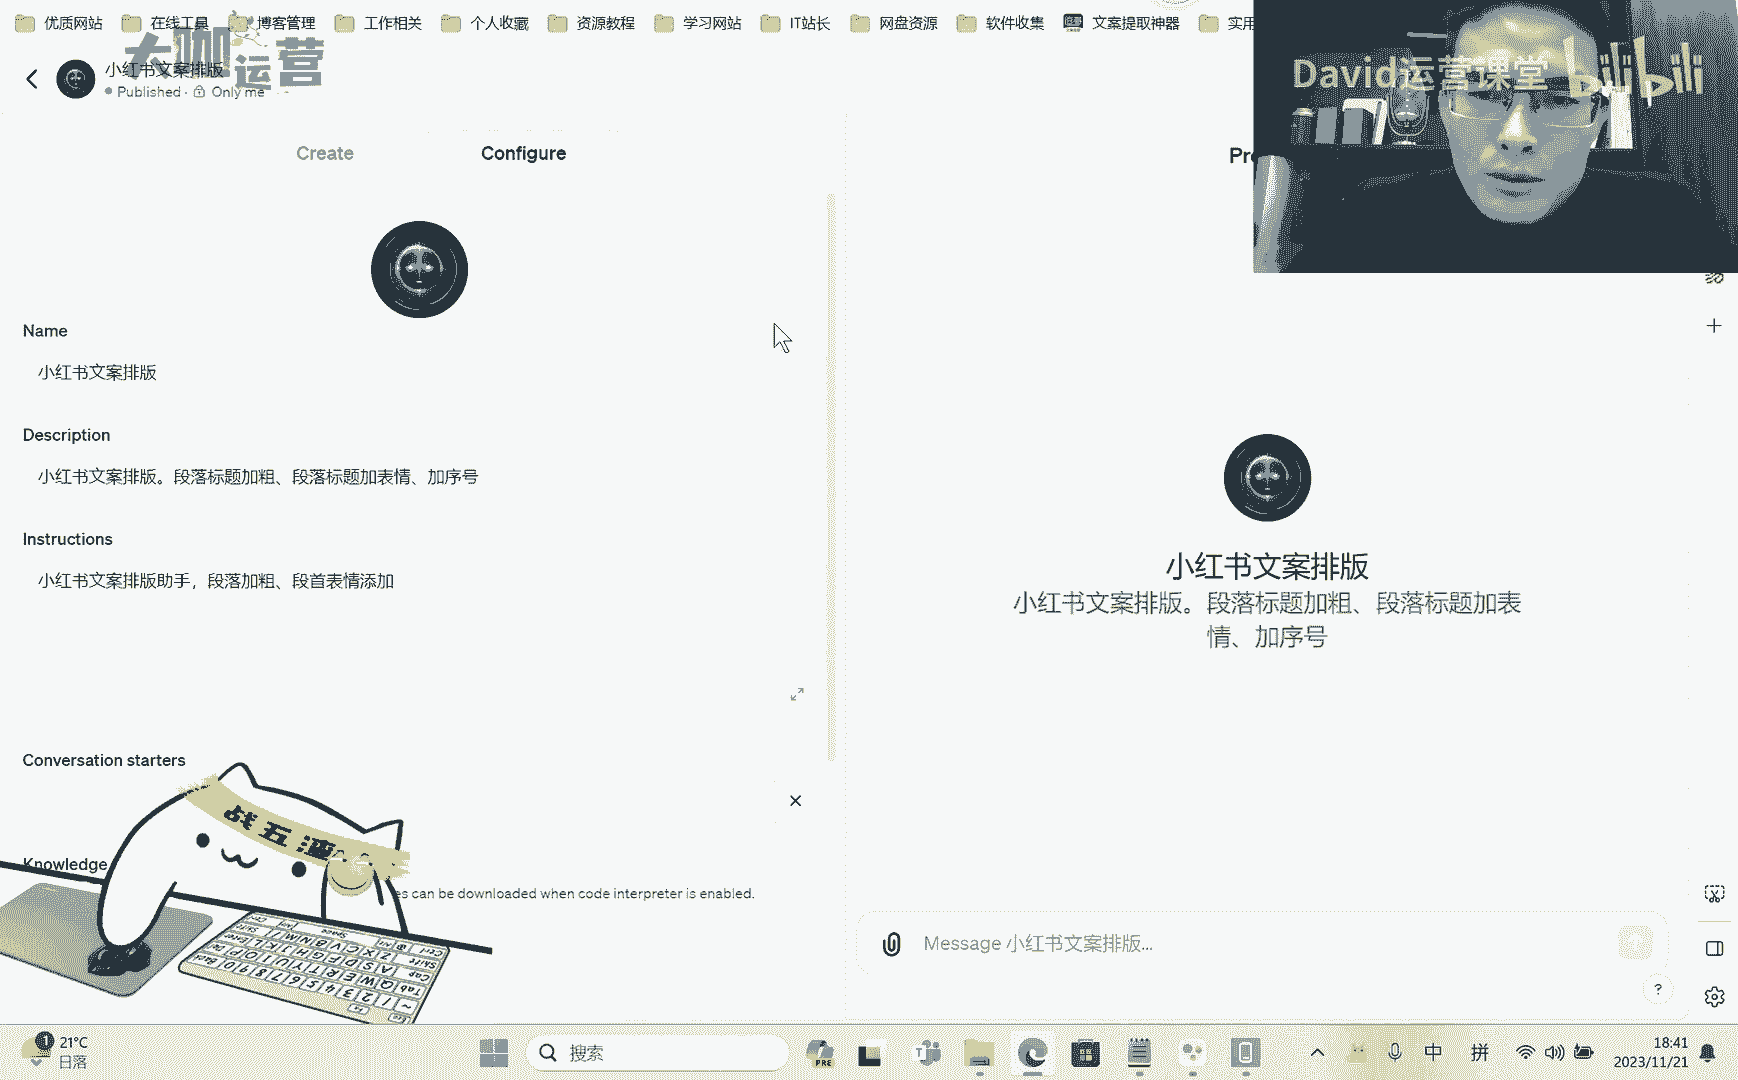 优质网站
在线工具
博客管理
工作相关
个人收藏
资源教程
学习网站
IT站长
网盘资源
软件收集
文案提取神器
实用
大咖运营
小红书文案排版
Published · Only me
David运营课堂
bilibili
Create
Configure
Pre
Name
小红书文案排版
Description
小红书文案排版。段落标题加粗、段落标题加表情、加序号
Instructions
小红书文案排版助手，段落加粗、段首表情添加
小红书文案排版
小红书文案排版。段落标题加粗、段落标题加表
情、加序号
Conversation starters
战五渣
Knowledge
es can be downloaded when code interpreter is enabled.
Message 小红书文案排版...
?
1
21°C
日落
搜索
PRE
中
拼
18:41
2023/11/21